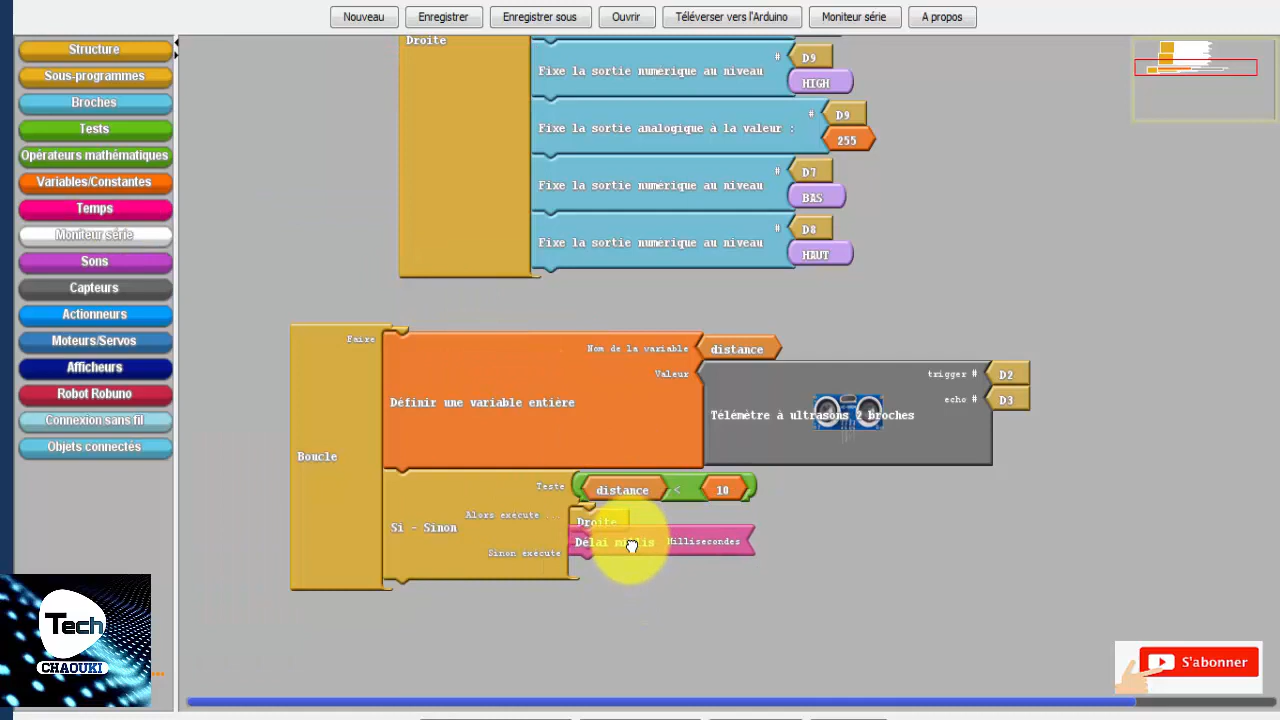 Nouveau
Enregistrer
Enregistrer sous
Ouvrir
Téléverser vers l'Arduino
Moniteur série
A propos
Structure
Sous-programmes
Broches
Tests
Opérateurs mathématiques
Variables/Constantes
Temps
Moniteur série
Sons
Capteurs
Actionneurs
Moteurs/Servos
Afficheurs
Robot Robuno
Connexion sans fil
Objets connectés
Droite
Fixe la sortie numérique au niveau
#
D9
HIGH
Fixe la sortie analogique à la valeur :
#
D9
255
Fixe la sortie numérique au niveau
#
D7
BAS
Fixe la sortie numérique au niveau
#
D8
HAUT
Boucle
Faire
Définir une variable entière
Nom de la variable
distance
Valeur
Télémètre à ultrasons 2 broches
trigger #
D2
echo #
D3
Si - Sinon
Teste
distance < 10
Alors exécute ...
Droite
Délai millis
Millisecondes
Sinon exécute
Tech
CHAOUKI
S'abonner